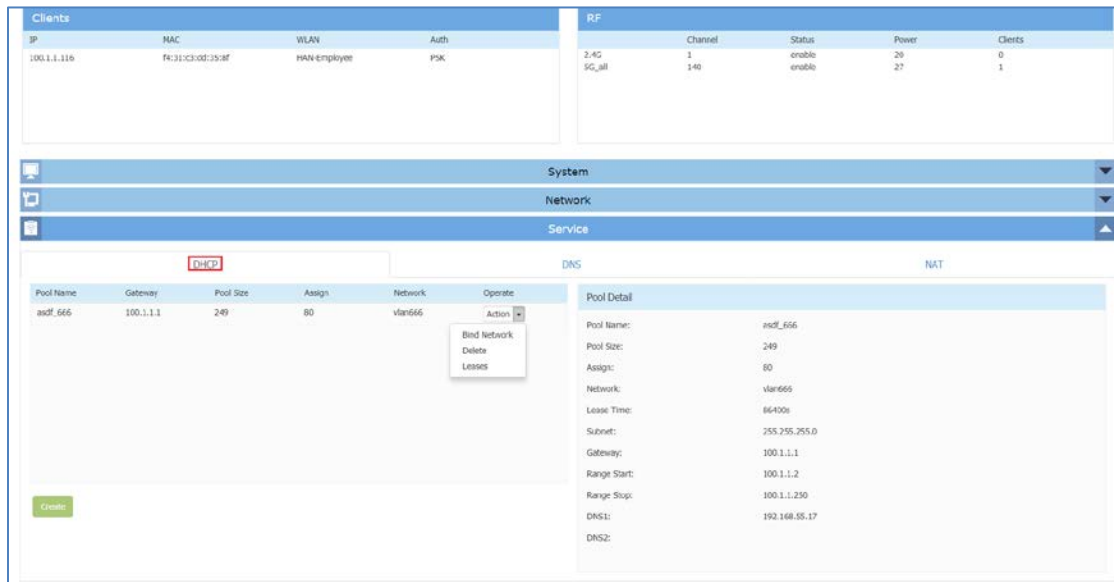 Clients
IP MAC WLAN Auth
100.1.1.116 f4:31:c3:0d:35:8f HAN-Employee PSK
RF
Channel Status Power Clients
2.4G 1 enable 20 0
5G_all 140 enable 27 1
System
Network
Service
DHCP DNS NAT
Pool Name Gateway Pool Size Assign Network Operate
asdf_666 100.1.1.1 249 80 vlan666 Action
Bind Network
Delete
Leases
Create
Pool Detail
Pool Name: asdf_666
Pool Size: 249
Assign: 80
Network: vlan666
Lease Time: 86400s
Subnet: 255.255.255.0
Gateway: 100.1.1.1
Range Start: 100.1.1.2
Range Stop: 100.1.1.250
DNS1: 192.168.55.17
DNS2: